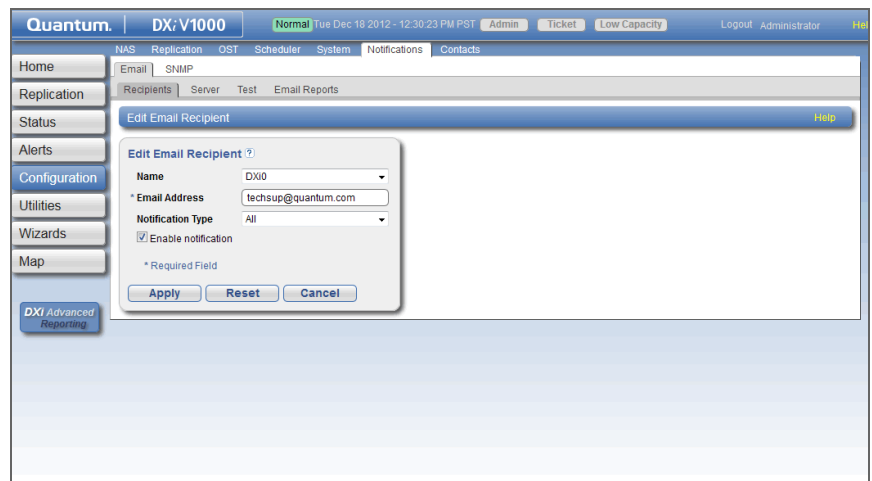 Quantum. DXi V1000 Normal Tue Dec 18 2012 - 12:30:23 PM PST Admin Ticket Low Capacity Logout Administrator
NAS Replication OST Scheduler System Notifications Contacts
Home
Email SNMP
Replication
Recipients Server Test Email Reports
Status
Edit Email Recipient Help
Alerts
Edit Email Recipient ?
Configuration
Name DXi0
Utilities
* Email Address techsup@quantum.com
Notification Type All
Wizards
Enable notification
Map
* Required Field
Apply Reset Cancel
DXi Advanced
Reporting